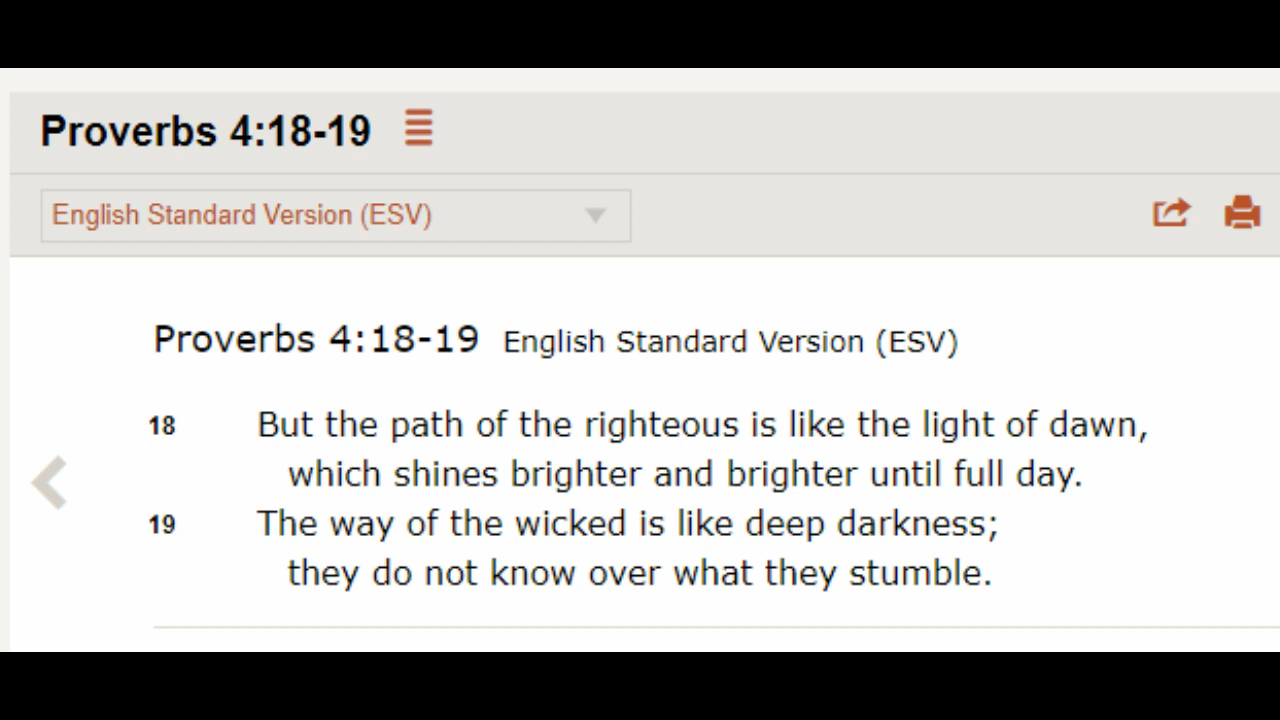 Proverbs 4:18-19
English Standard Version (ESV)
Proverbs 4:18-19 English Standard Version (ESV)
18 But the path of the righteous is like the light of dawn,
which shines brighter and brighter until full day.
19 The way of the wicked is like deep darkness;
they do not know over what they stumble.